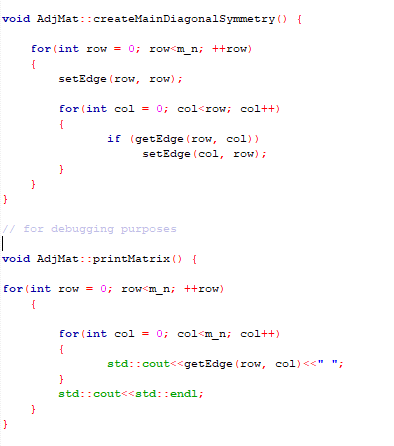 void AdjMat::createMainDiagonalSymmetry() {
for(int row = 0; row<m_n; ++row)
{
setEdge(row, row);
for(int col = 0; col<row; col++)
{
if (getEdge(row, col))
setEdge(col, row);
}
}
}
// for debugging purposes
void AdjMat::printMatrix() {
for(int row = 0; row<m_n; ++row)
{
for(int col = 0; col<m_n; col++)
{
std::cout<<getEdge(row, col)<<" ";
}
std::cout<<std::endl;
}
}